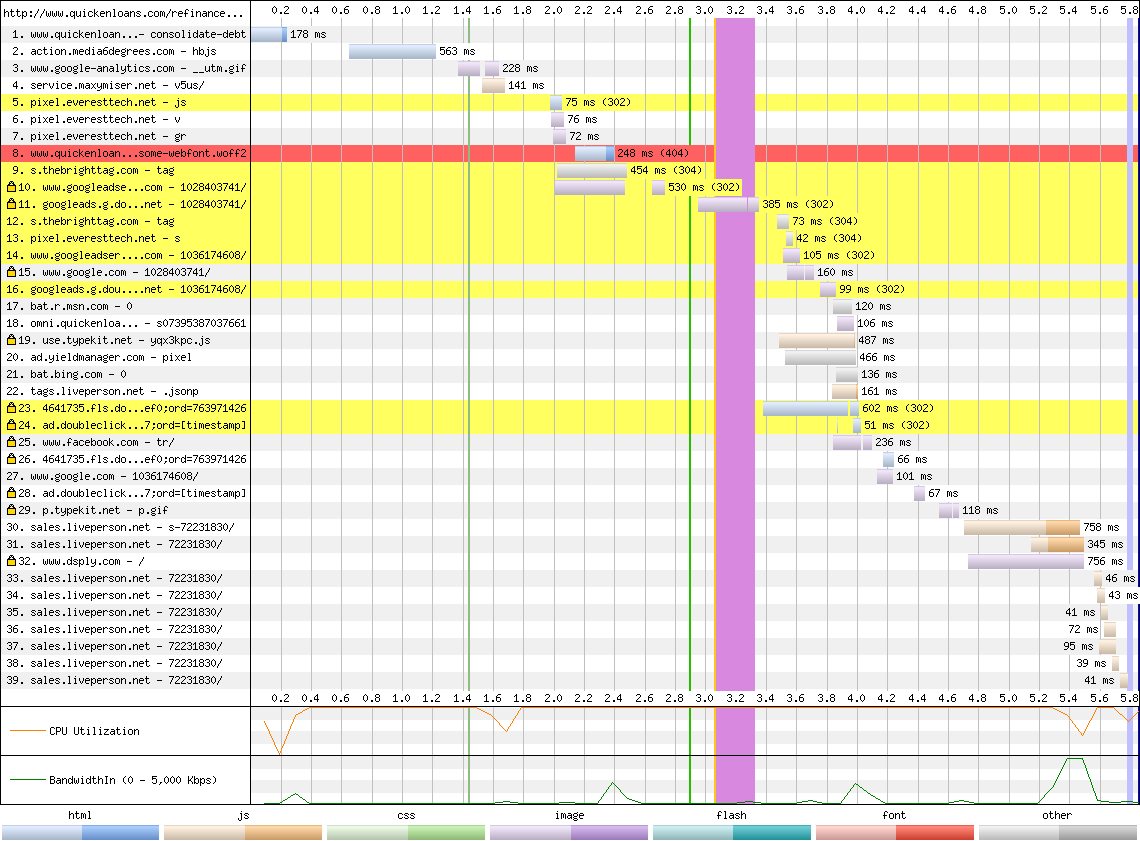 http://www.quickenloans.com/refinance... 0.2 0.4 0.6 0.8 1.0 1.2 1.4 1.6 1.8 2.0 2.2 2.4 2.6 2.8 3.0 3.2 3.4 3.6 3.8 4.0 4.2 4.4 4.6 4.8 5.0 5.2 5.4 5.6 5.8
1. www.quickenloan...- consolidate-debt 178 ms
2. action.media6degrees.com - hbjs 563 ms
3. www.google-analytics.com - __utm.gif 228 ms
4. service.maxymiser.net - v5us/ 141 ms
5. pixel.everesttech.net - js 75 ms (302)
6. pixel.everesttech.net - v 76 ms
7. pixel.everesttech.net - gr 72 ms
8. www.quickenloan...some-webfont.woff2 248 ms (404)
9. s.thebrighttag.com - tag 454 ms (304)
10. www.googleadse...com - 1028403741/ 530 ms (302)
11. googleads.g.do...net - 1028403741/ 385 ms (302)
12. s.thebrighttag.com - tag 73 ms (304)
13. pixel.everesttech.net - s 42 ms (304)
14. www.googleadser....com - 1036174608/ 105 ms (302)
15. www.google.com - 1028403741/ 160 ms
16. googleads.g.dou....net - 1036174608/ 99 ms (302)
17. bat.r.msn.com - 0 120 ms
18. omni.quickenloa... - s07395387037661 106 ms
19. use.typekit.net - yqx3kpc.js 487 ms
20. ad.yieldmanager.com - pixel 466 ms
21. bat.bing.com - 0 136 ms
22. tags.liveperson.net - .jsonp 161 ms
23. 4641735.fls.do...ef0;ord=763971426 602 ms (302)
24. ad.doubleclick...7;ord=[timestamp] 51 ms (302)
25. www.facebook.com - tr/ 236 ms
26. 4641735.fls.do...ef0;ord=763971426 66 ms
27. www.google.com - 1036174608/ 101 ms
28. ad.doubleclick...7;ord=[timestamp] 67 ms
29. p.typekit.net - p.gif 118 ms
30. sales.liveperson.net - s-72231830/ 758 ms
31. sales.liveperson.net - 72231830/ 345 ms
32. www.dsply.com - / 756 ms
33. sales.liveperson.net - 72231830/ 46 ms
34. sales.liveperson.net - 72231830/ 43 ms
35. sales.liveperson.net - 72231830/ 41 ms
36. sales.liveperson.net - 72231830/ 72 ms
37. sales.liveperson.net - 72231830/ 95 ms
38. sales.liveperson.net - 72231830/ 39 ms
39. sales.liveperson.net - 72231830/ 41 ms
0.2 0.4 0.6 0.8 1.0 1.2 1.4 1.6 1.8 2.0 2.2 2.4 2.6 2.8 3.0 3.2 3.4 3.6 3.8 4.0 4.2 4.4 4.6 4.8 5.0 5.2 5.4 5.6 5.8
CPU Utilization
BandwidthIn (0 - 5,000 Kbps)
html js css image flash font other